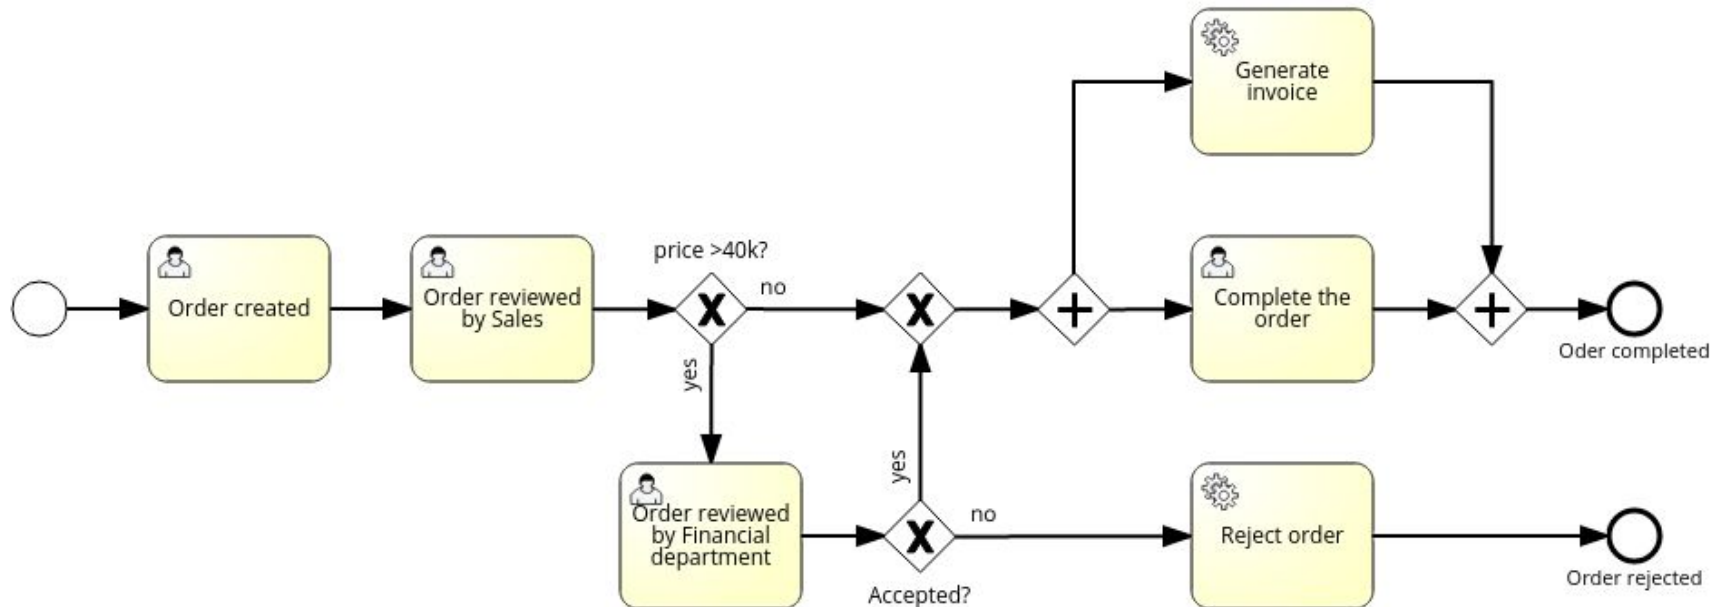 Generate
invoice
price >40k?
no
Order created
Order reviewed
by Sales
Complete the
order
Oder completed
yes
yes
Order reviewed
by Financial
department
no
Reject order
Order rejected
Accepted?